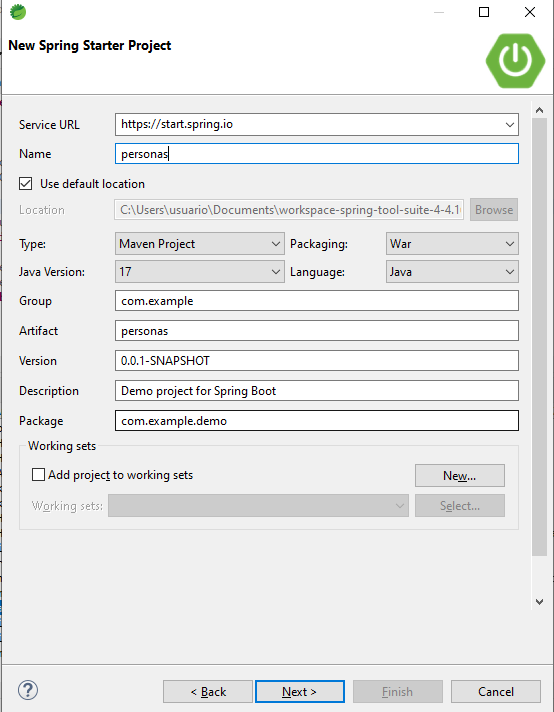 New Spring Starter Project
Service URL https://start.spring.io
Name personas
Use default location
Location C:\Users\usuario\Documents\workspace-spring-tool-suite-4-4.1 Browse
Type: Maven Project Packaging: War
Java Version: 17 Language: Java
Group com.example
Artifact personas
Version 0.0.1-SNAPSHOT
Description Demo project for Spring Boot
Package com.example.demo
Working sets
Add project to working sets New...
Working sets: Select...
? < Back Next > Finish Cancel